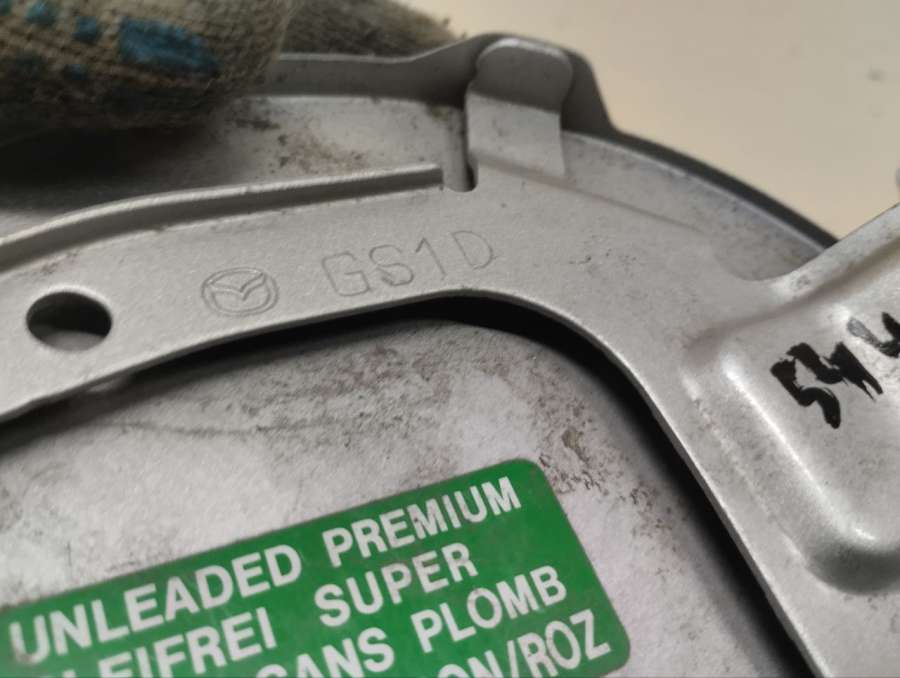 GS1D
UNLEADED PREMIUM
LEIFREI SUPER
SANS PLOMB
ON/ROZ